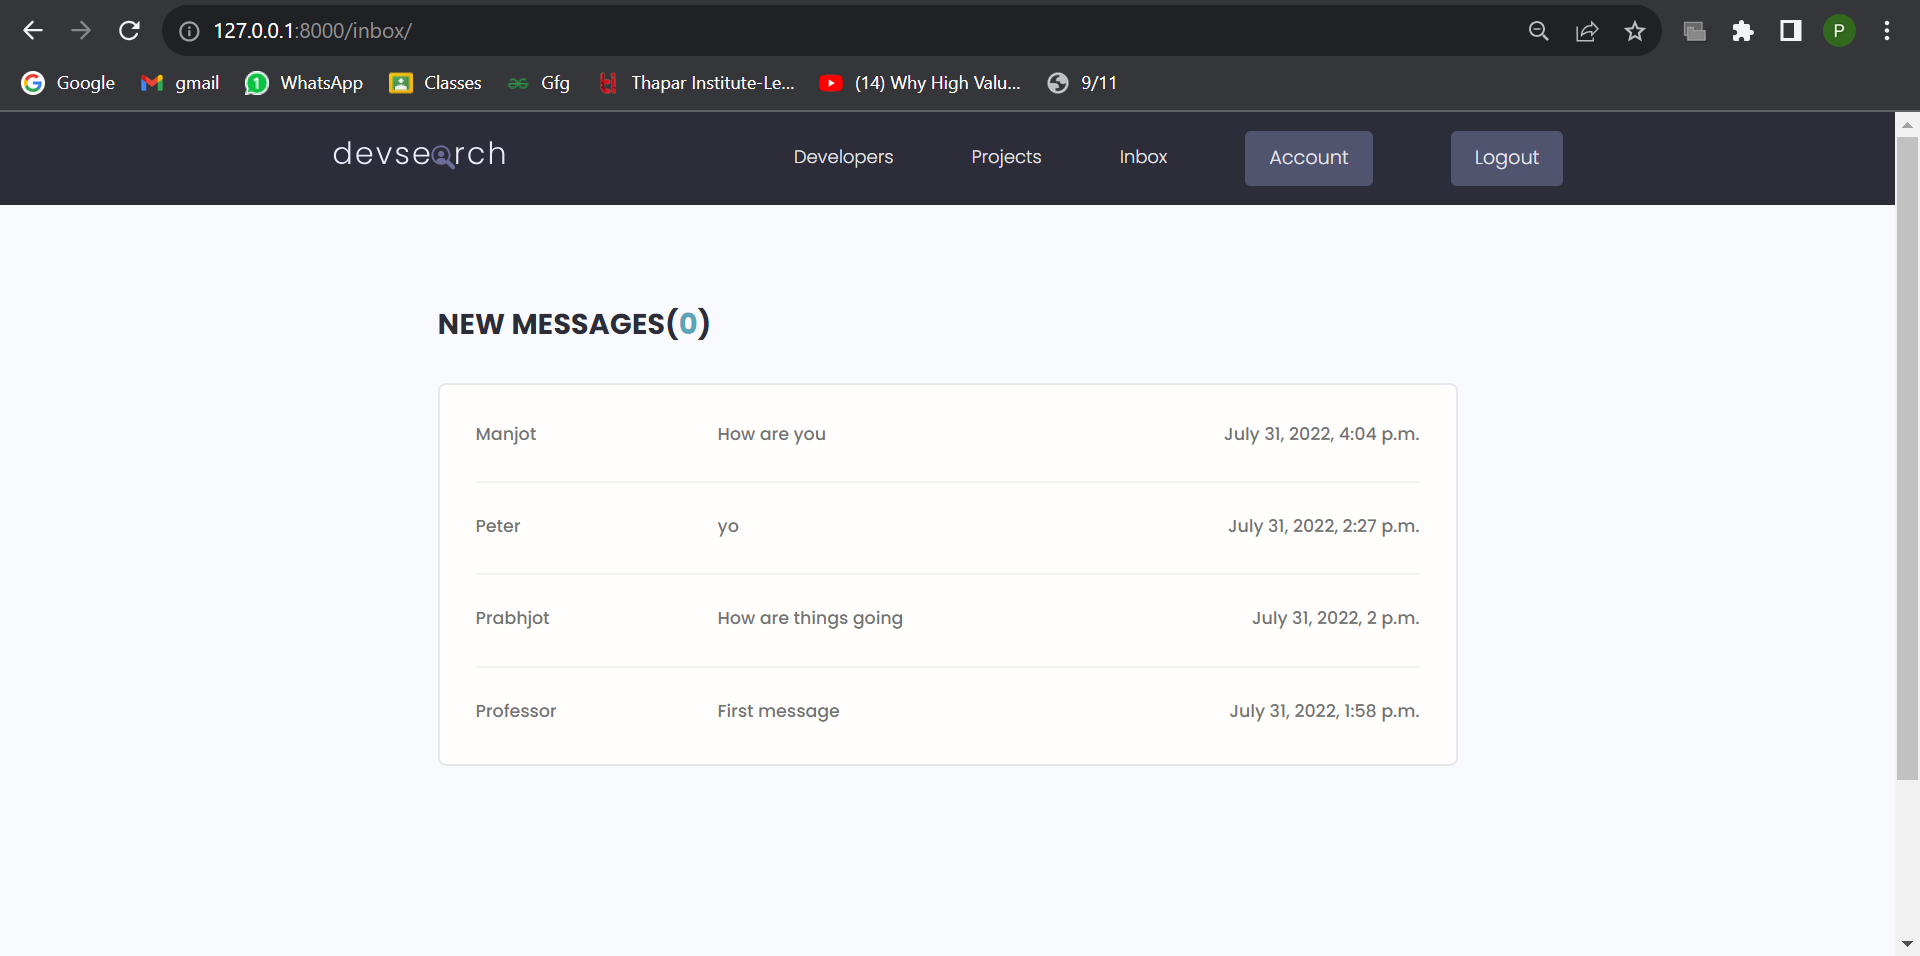 127.0.0.1:8000/inbox/
P
Google gmail 1 WhatsApp Classes Gfg Thapar Institute-Le... (14) Why High Valu... 9/11
devsearch Developers Projects Inbox Account Logout
NEW MESSAGES(0)
Manjot How are you July 31, 2022, 4:04 p.m.
Peter yo July 31, 2022, 2:27 p.m.
Prabhjot How are things going July 31, 2022, 2 p.m.
Professor First message July 31, 2022, 1:58 p.m.